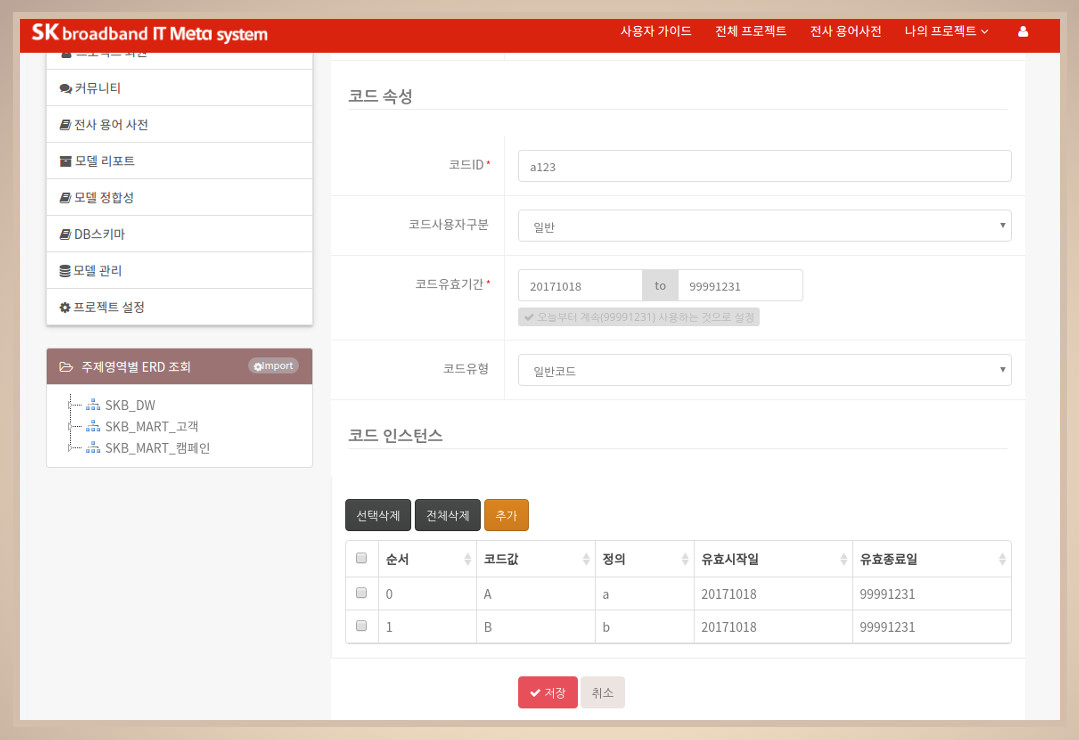 SK broadband IT Meta system
사용자 가이드 전체 프로젝트 전사 용어사전 나의 프로젝트
커뮤니티
전사 용어 사전
모델 리포트
모델 정합성
DB스키마
모델 관리
프로젝트 설정
주제영역별 ERD 조회 Import
SKB_DW
SKB_MART_고객
SKB_MART_캠페인
코드 속성
코드ID* a123
코드사용자구분 일반
코드유효기간* 20171018 to 99991231
오늘부터 계속(99991231) 사용하는 것으로 설정
코드유형 일반코드
코드 인스턴스
선택삭제 전체삭제 추가
순서 코드값 정의 유효시작일 유효종료일
0 A a 20171018 99991231
1 B b 20171018 99991231
저장 취소